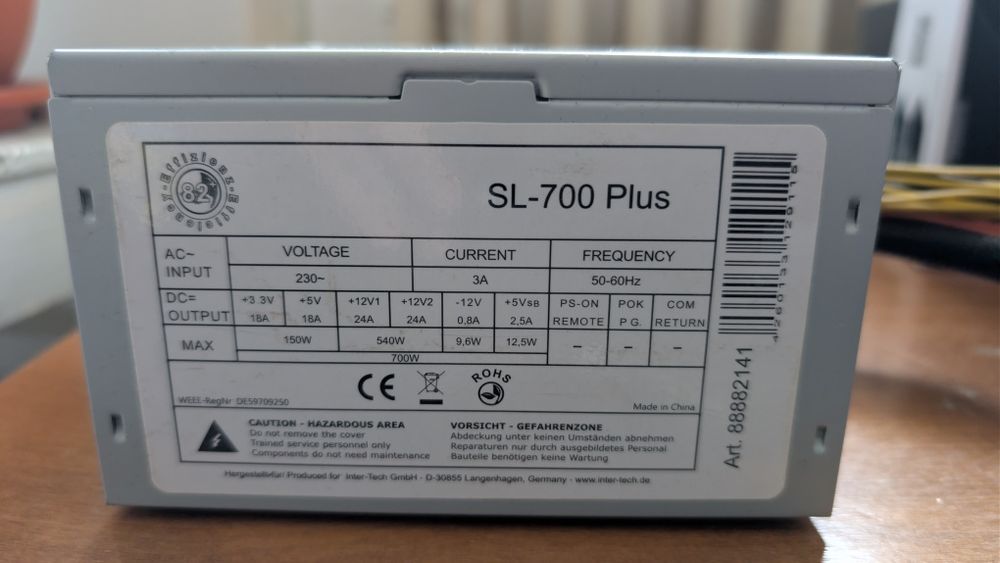 Effizienz · Efficiency
82
SL-700 Plus
AC~ INPUT VOLTAGE CURRENT FREQUENCY
230~ 3A 50-60Hz
DC= OUTPUT +3.3V +5V +12V1 +12V2 -12V +5VSB PS-ON REMOTE POK P.G. COM RETURN
18A 18A 24A 24A 0,8A 2,5A
MAX 150W 540W 9,6W 12,5W – – –
700W
CE
ROHS
WEEE-RegNr DE59709250
Made in China
CAUTION - HAZARDOUS AREA
Do not remove the cover
Trained service personnel only
Components do not need maintenance
VORSICHT - GEFAHRENZONE
Abdeckung unter keinen Umständen abnehmen
Reparaturen nur durch ausgebildetes Personal
Bauteile benötigen keine Wartung
Hergestellt für/ Produced for Inter-Tech GmbH - D-30855 Langenhagen, Germany - www.inter-tech.de
Art. 88882141